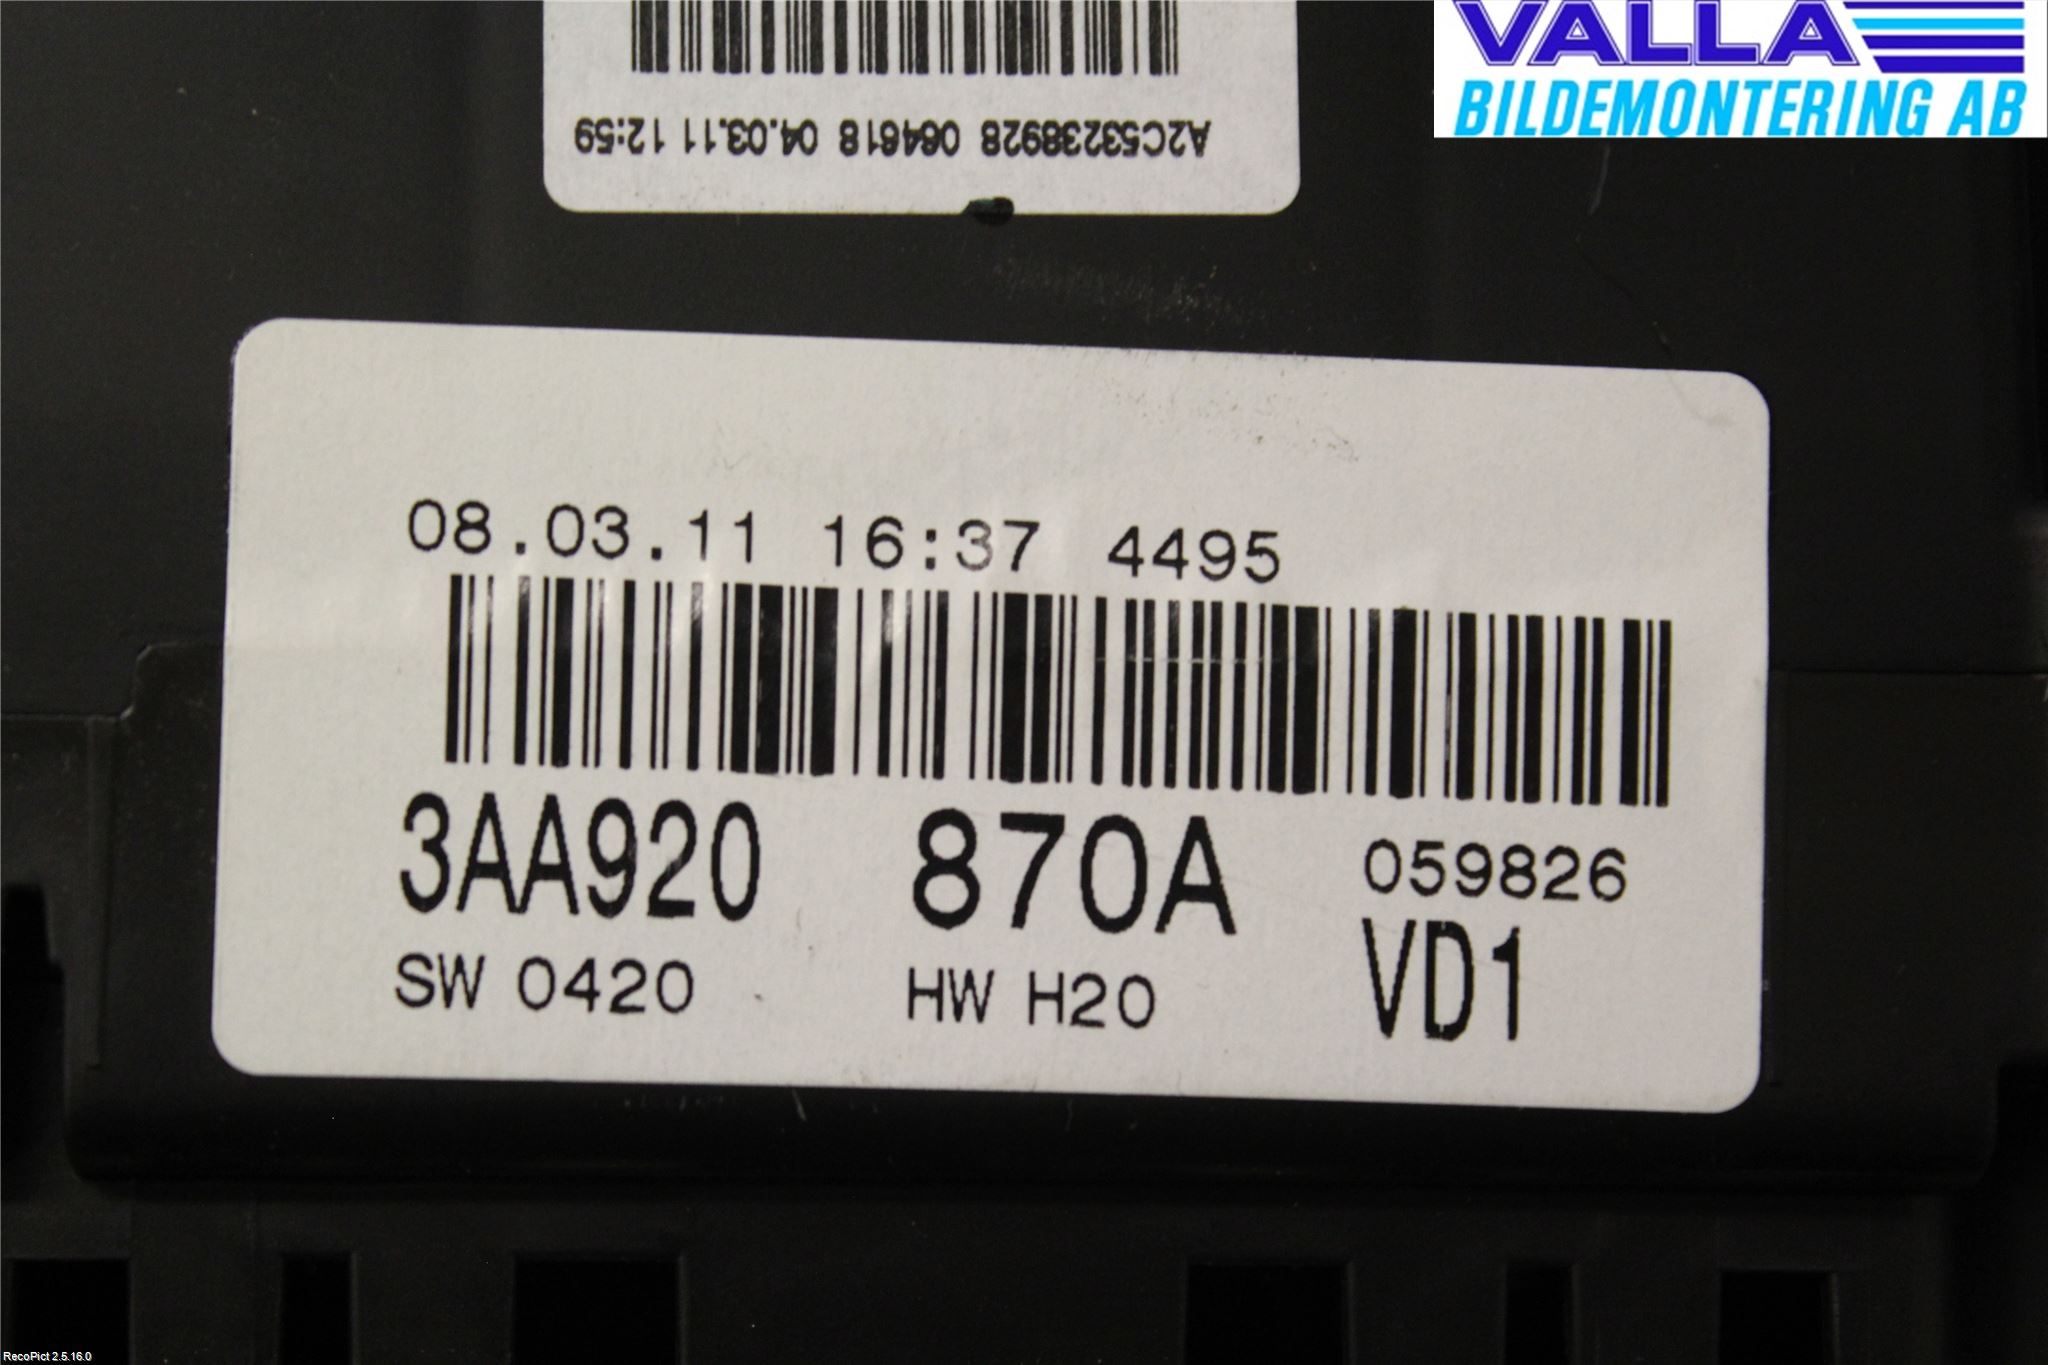 VALLA
BILDEMONTERING AB
A2C53238928 064618 04.03.11 12:59
08.03.11 16:37 4495
3AA920 870A 059826
SW 0420 HW H20 VD1
RecoPict 2.5.16.0